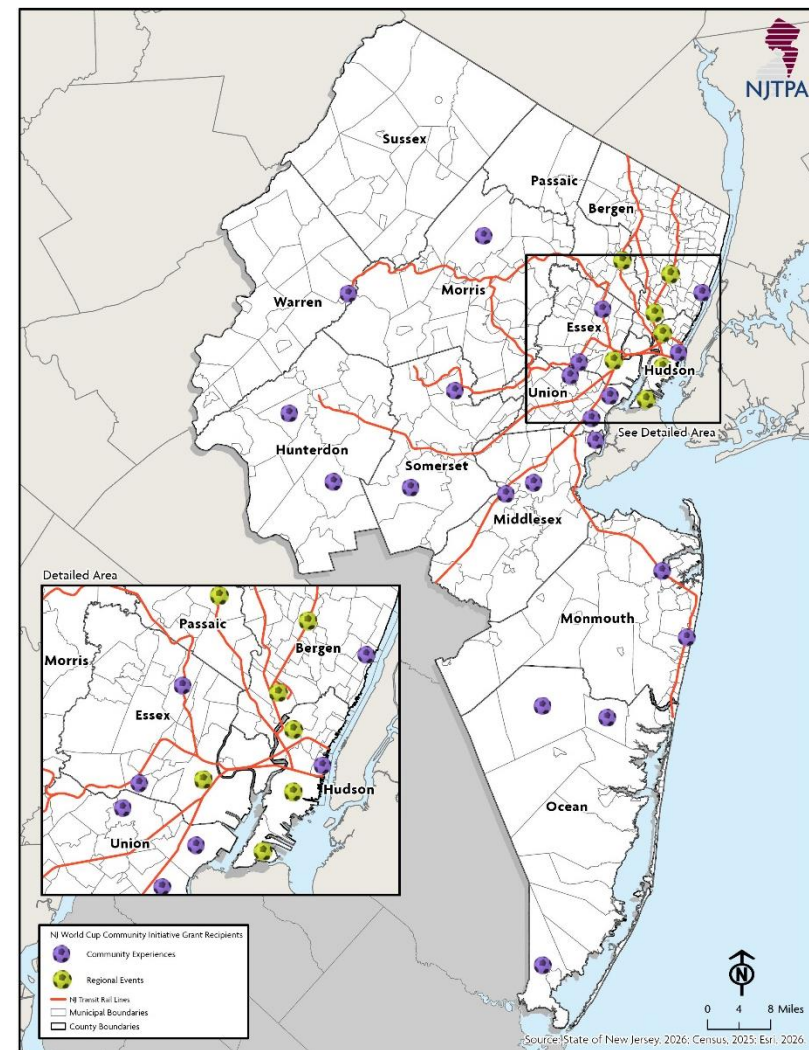 NJTPA
Sussex
Passaic
Bergen
Warren
Morris
Essex
Hudson
Union
See Detailed Area
Hunterdon
Somerset
Middlesex
Monmouth
Ocean
Detailed Area
Passaic
Bergen
Morris
Essex
Hudson
Union
NJ World Cup Community Initiative Grant Recipients
Community Experiences
Regional Events
NJ Transit Rail Lines
Municipal Boundaries
County Boundaries
N
0 4 8 Miles
Source: State of New Jersey, 2026; Census, 2025; Esri, 2026